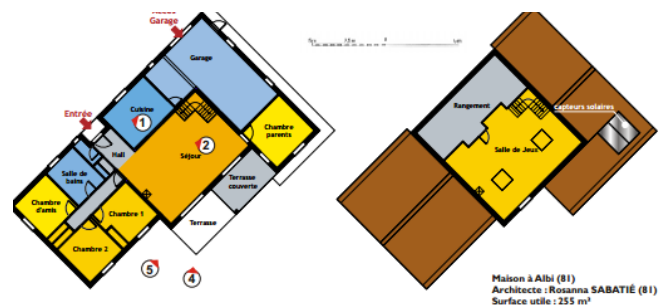 Accès
Garage
Garage
Entrée
Cuisine
1
Hall
2
Séjour
Chambre
parents
Salle de
bains
Terrasse
couverte
Chambre
d'amis
Chambre 1
Terrasse
Chambre 2
5
4
Rangement
capteurs solaires
Salle de Jeux
Maison à Albi (81)
Architecte : Rosanna SABATIÉ (81)
Surface utile : 255 m²